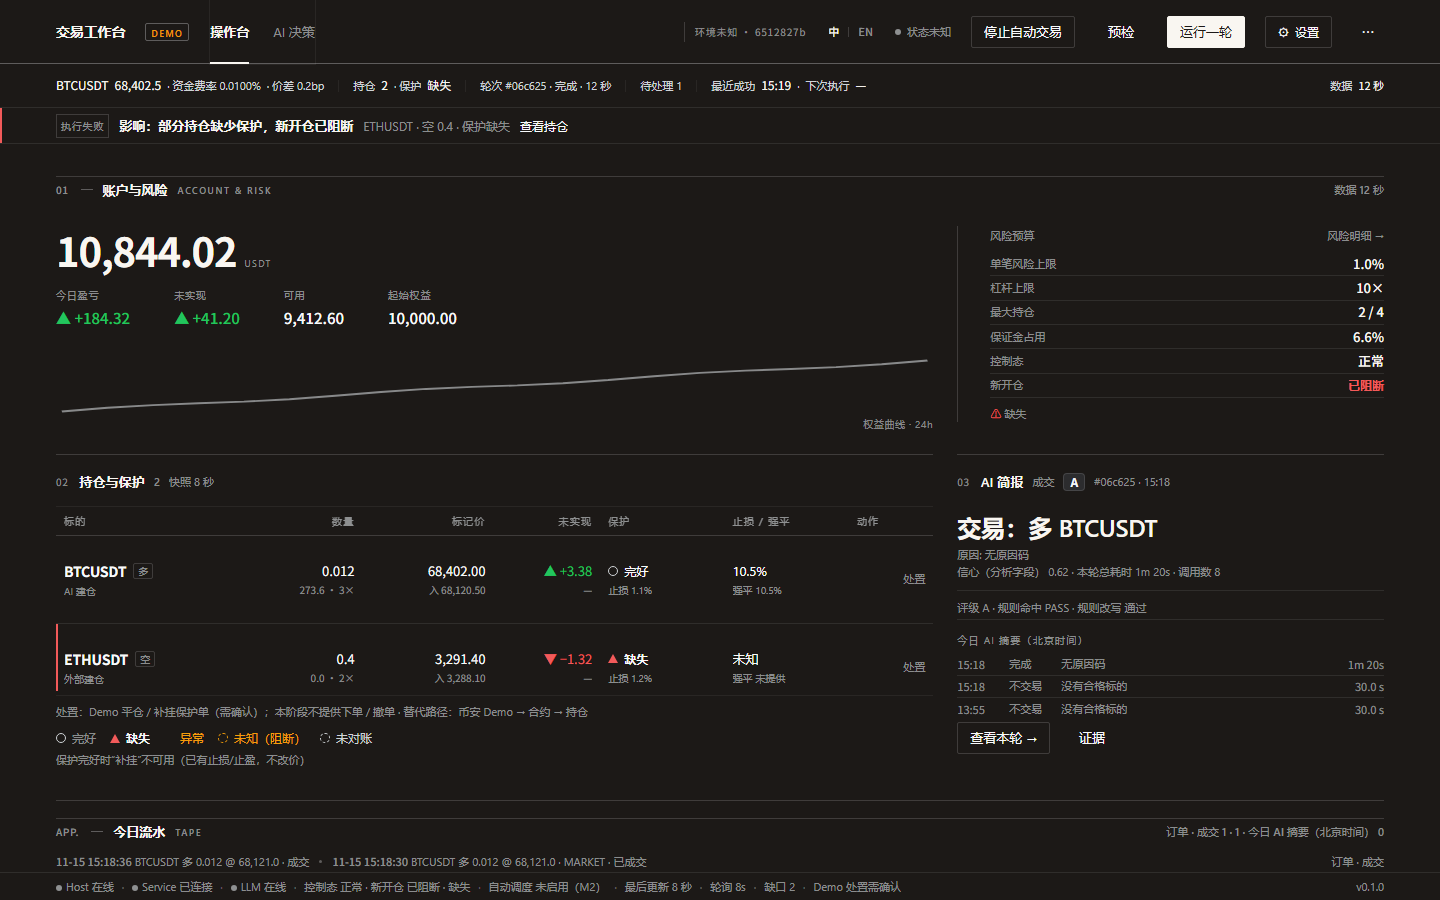 交易工作台 DEMO 操作台 AI 决策 环境未知 · 6512827b 中 EN 状态未知 停止自动交易 预检 运行一轮 设置 ···
BTCUSDT 68,402.5 · 资金费率 0.0100% · 价差 0.2bp 持仓 2 · 保护 缺失 轮次 #06c625 · 完成 · 12 秒 待处理 1 最近成功 15:19 · 下次执行 — 数据 12 秒
执行失败 影响：部分持仓缺少保护，新开仓已阻断 ETHUSDT · 空 0.4 · 保护缺失 查看持仓
01 — 账户与风险 ACCOUNT & RISK 数据 12 秒
10,844.02 USDT
今日盈亏 未实现 可用 起始权益
▲ +184.32 ▲ +41.20 9,412.60 10,000.00
权益曲线 · 24h
风险预算 风险明细 →
单笔风险上限 1.0%
杠杆上限 10×
最大持仓 2 / 4
保证金占用 6.6%
控制态 正常
新开仓 已阻断
⚠ 缺失
02 持仓与保护 2 快照 8 秒
标的 数量 标记价 未实现 保护 止损 / 强平 动作
BTCUSDT 多 0.012 68,402.00 ▲ +3.38 ○ 完好 10.5% 处置
AI 建仓 273.6 · 3× 入 68,120.50 — 止损 1.1% 强平 10.5%
ETHUSDT 空 0.4 3,291.40 ▼ −1.32 ▲ 缺失 未知 处置
外部建仓 0.0 · 2× 入 3,288.10 — 止损 1.2% 强平 未提供
处置：Demo 平仓 / 补挂保护单（需确认）；本阶段不提供下单 / 撤单 · 替代路径：币安 Demo → 合约 → 持仓
○ 完好 ▲ 缺失 异常 未知（阻断） 未对账
保护完好时"补挂"不可用（已有止损/止盈，不改价）
03 AI 简报 成交 A #06c625 · 15:18
交易：多 BTCUSDT
原因: 无原因码
信心（分析字段） 0.62 · 本轮总耗时 1m 20s · 调用数 8
评级 A · 规则命中 PASS · 规则改写 通过
今日 AI 摘要（北京时间）
15:18 完成 无原因码 1m 20s
15:18 不交易 没有合格标的 30.0 s
13:55 不交易 没有合格标的 30.0 s
查看本轮 → 证据
APP. — 今日流水 TAPE 订单 · 成交 1 · 1 · 今日 AI 摘要（北京时间） 0
11-15 15:18:36 BTCUSDT 多 0.012 @ 68,121.0 · 成交 • 11-15 15:18:30 BTCUSDT 多 0.012 @ 68,121.0 · MARKET · 已成交 订单 · 成交
Host 在线 · Service 已连接 · LLM 在线 · 控制态 正常 · 新开仓 已阻断 · 缺失 · 自动调度 未启用（M2） · 最后更新 8 秒 · 轮询 8s · 缺口 2 · Demo 处置需确认 v0.1.0